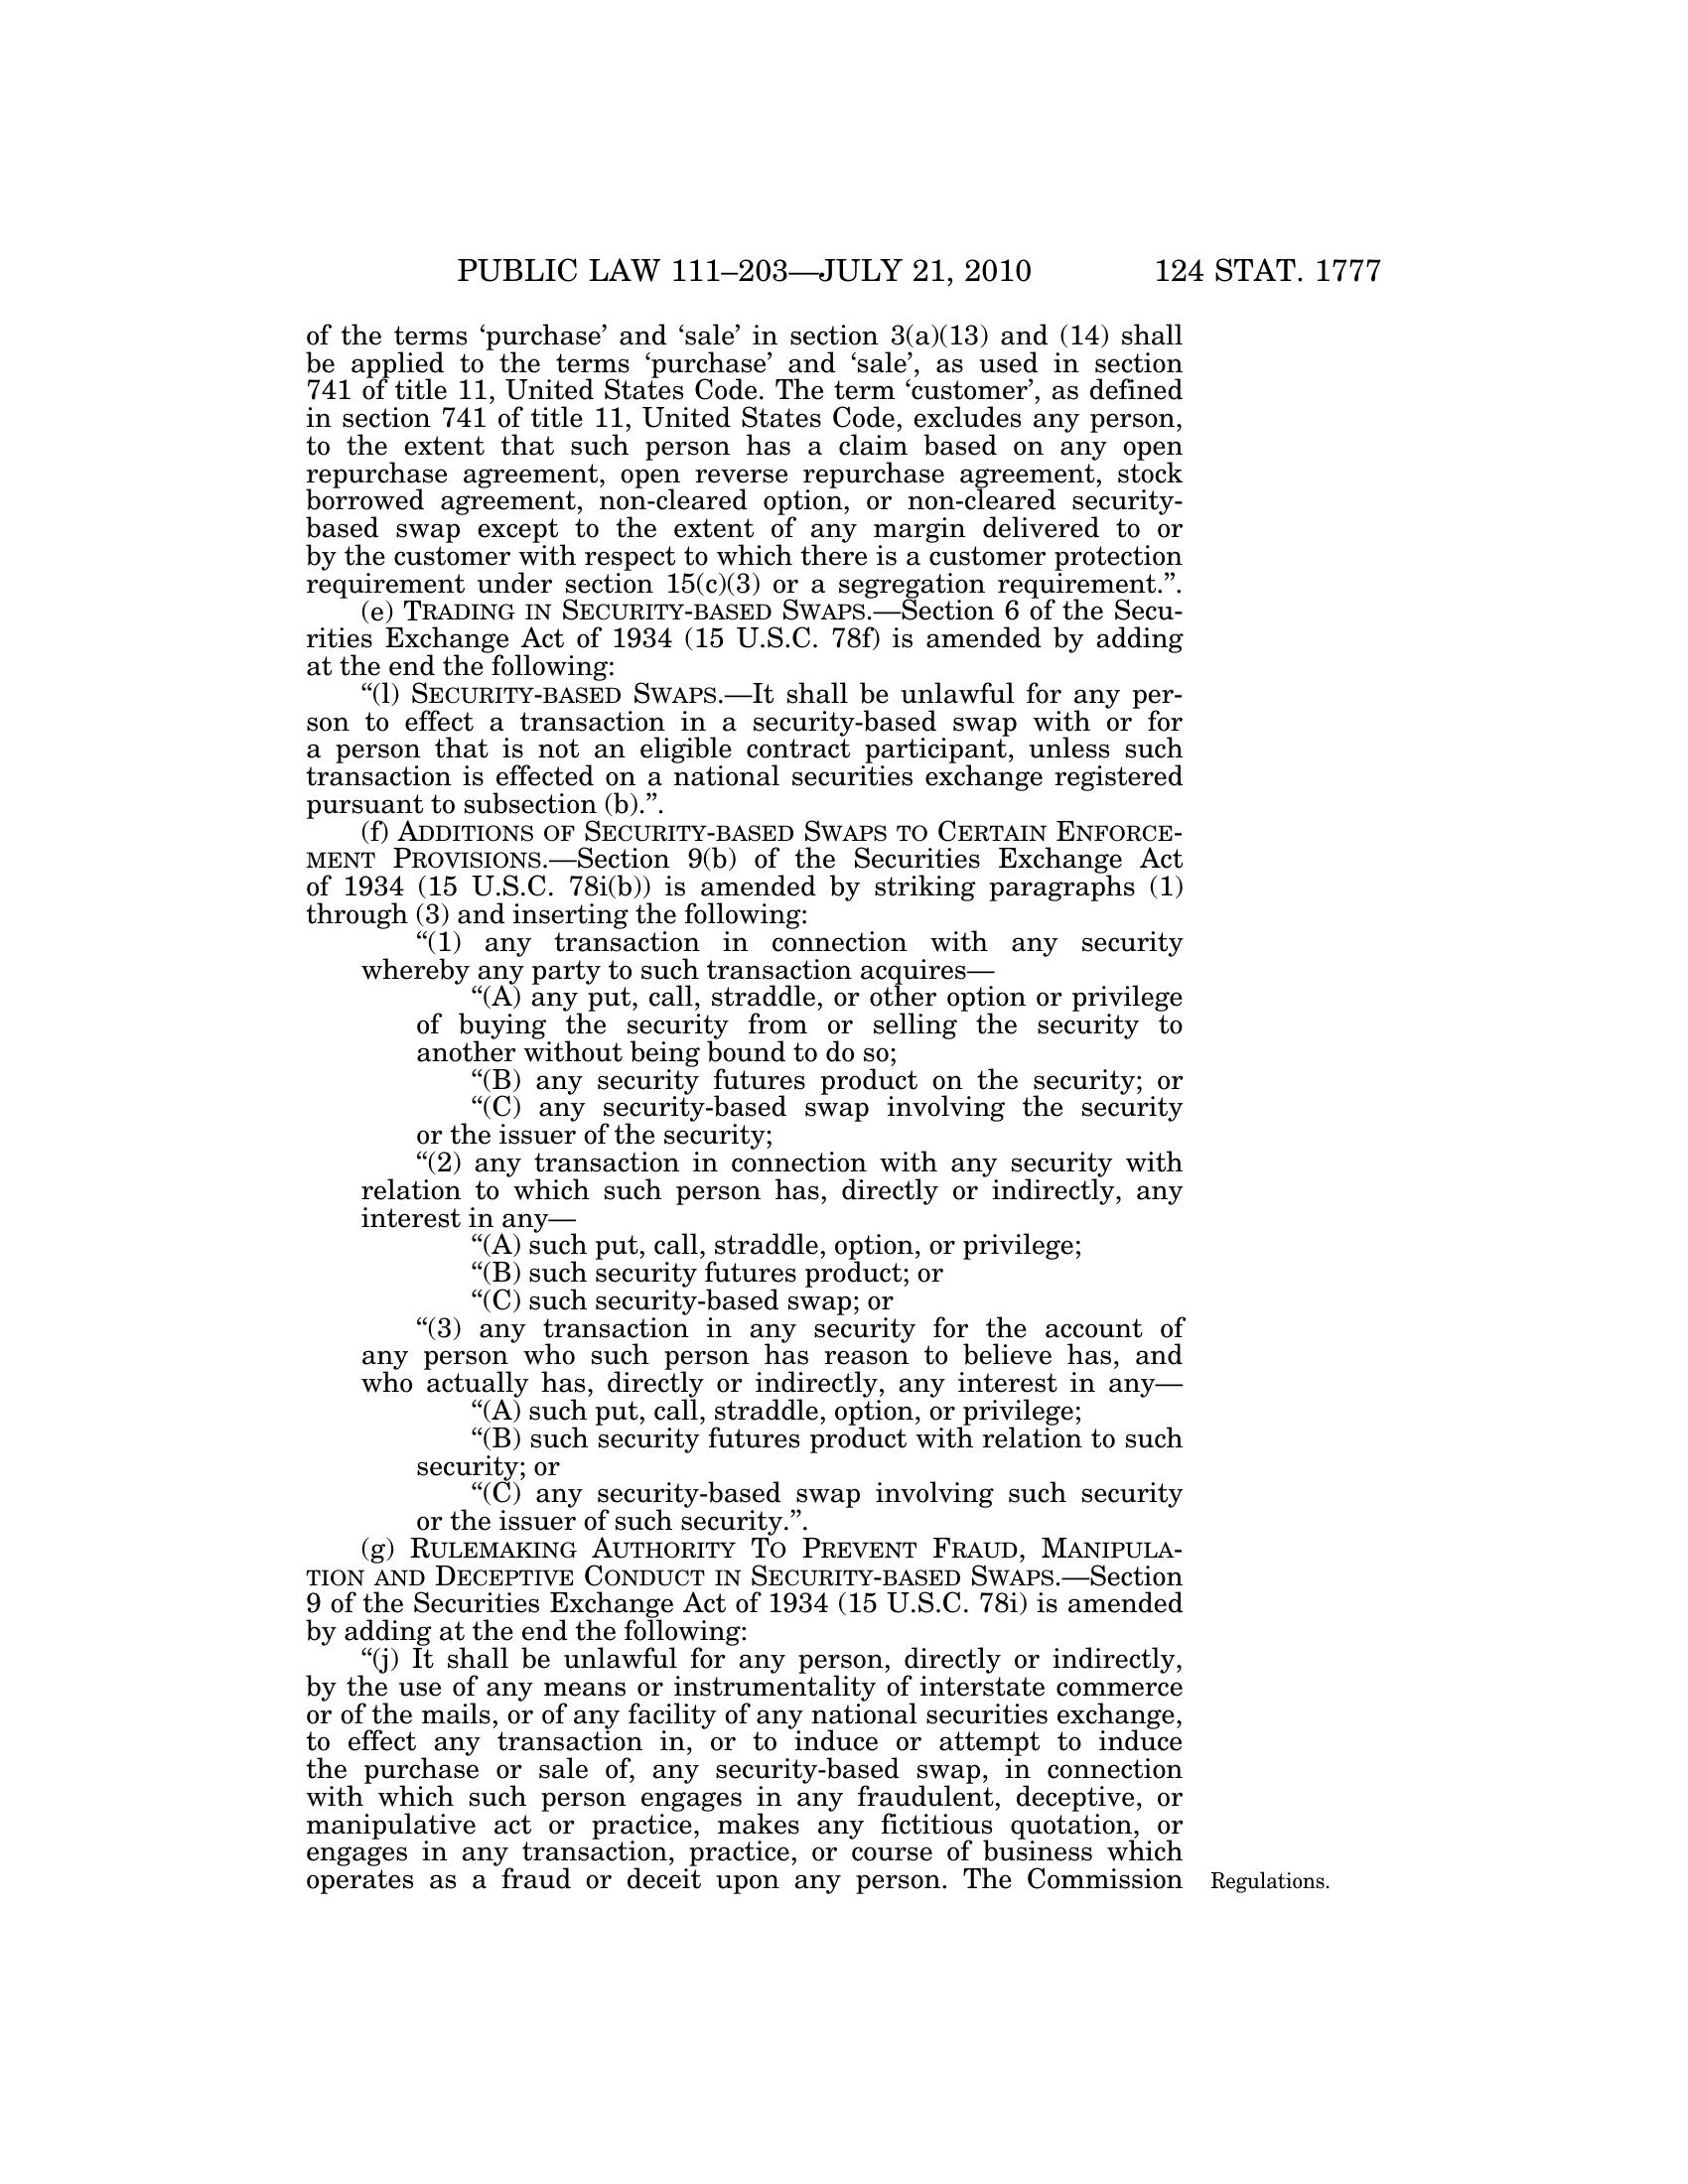 PUBLIC LAW 111–203—JULY 21, 2010 124 STAT. 1777
of the terms ‘purchase’ and ‘sale’ in section 3(a)(13) and (14) shall
be applied to the terms ‘purchase’ and ‘sale’, as used in section
741 of title 11, United States Code. The term ‘customer’, as defined
in section 741 of title 11, United States Code, excludes any person,
to the extent that such person has a claim based on any open
repurchase agreement, open reverse repurchase agreement, stock
borrowed agreement, non-cleared option, or non-cleared security-
based swap except to the extent of any margin delivered to or
by the customer with respect to which there is a customer protection
requirement under section 15(c)(3) or a segregation requirement.”.
(e) TRADING IN SECURITY-BASED SWAPS.—Section 6 of the Secu-
rities Exchange Act of 1934 (15 U.S.C. 78f) is amended by adding
at the end the following:
“(l) SECURITY-BASED SWAPS.—It shall be unlawful for any per-
son to effect a transaction in a security-based swap with or for
a person that is not an eligible contract participant, unless such
transaction is effected on a national securities exchange registered
pursuant to subsection (b).”.
(f) ADDITIONS OF SECURITY-BASED SWAPS TO CERTAIN ENFORCE-
MENT PROVISIONS.—Section 9(b) of the Securities Exchange Act
of 1934 (15 U.S.C. 78i(b)) is amended by striking paragraphs (1)
through (3) and inserting the following:
“(1) any transaction in connection with any security
whereby any party to such transaction acquires—
“(A) any put, call, straddle, or other option or privilege
of buying the security from or selling the security to
another without being bound to do so;
“(B) any security futures product on the security; or
“(C) any security-based swap involving the security
or the issuer of the security;
“(2) any transaction in connection with any security with
relation to which such person has, directly or indirectly, any
interest in any—
“(A) such put, call, straddle, option, or privilege;
“(B) such security futures product; or
“(C) such security-based swap; or
“(3) any transaction in any security for the account of
any person who such person has reason to believe has, and
who actually has, directly or indirectly, any interest in any—
“(A) such put, call, straddle, option, or privilege;
“(B) such security futures product with relation to such
security; or
“(C) any security-based swap involving such security
or the issuer of such security.”.
(g) RULEMAKING AUTHORITY TO PREVENT FRAUD, MANIPULA-
TION AND DECEPTIVE CONDUCT IN SECURITY-BASED SWAPS.—Section
9 of the Securities Exchange Act of 1934 (15 U.S.C. 78i) is amended
by adding at the end the following:
“(j) It shall be unlawful for any person, directly or indirectly,
by the use of any means or instrumentality of interstate commerce
or of the mails, or of any facility of any national securities exchange,
to effect any transaction in, or to induce or attempt to induce
the purchase or sale of, any security-based swap, in connection
with which such person engages in any fraudulent, deceptive, or
manipulative act or practice, makes any fictitious quotation, or
engages in any transaction, practice, or course of business which
operates as a fraud or deceit upon any person. The Commission Regulations.